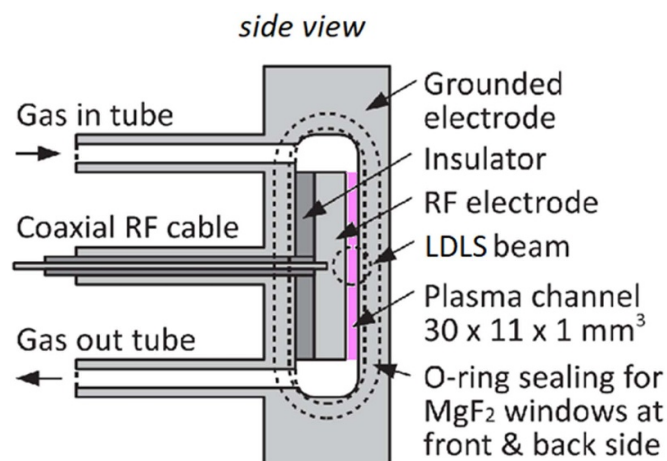 side view
Gas in tube
Coaxial RF cable
Gas out tube
Grounded
electrode
Insulator
RF electrode
LDLS beam
Plasma channel
30 x 11 x 1 mm³
O-ring sealing for
MgF₂ windows at
front & back side